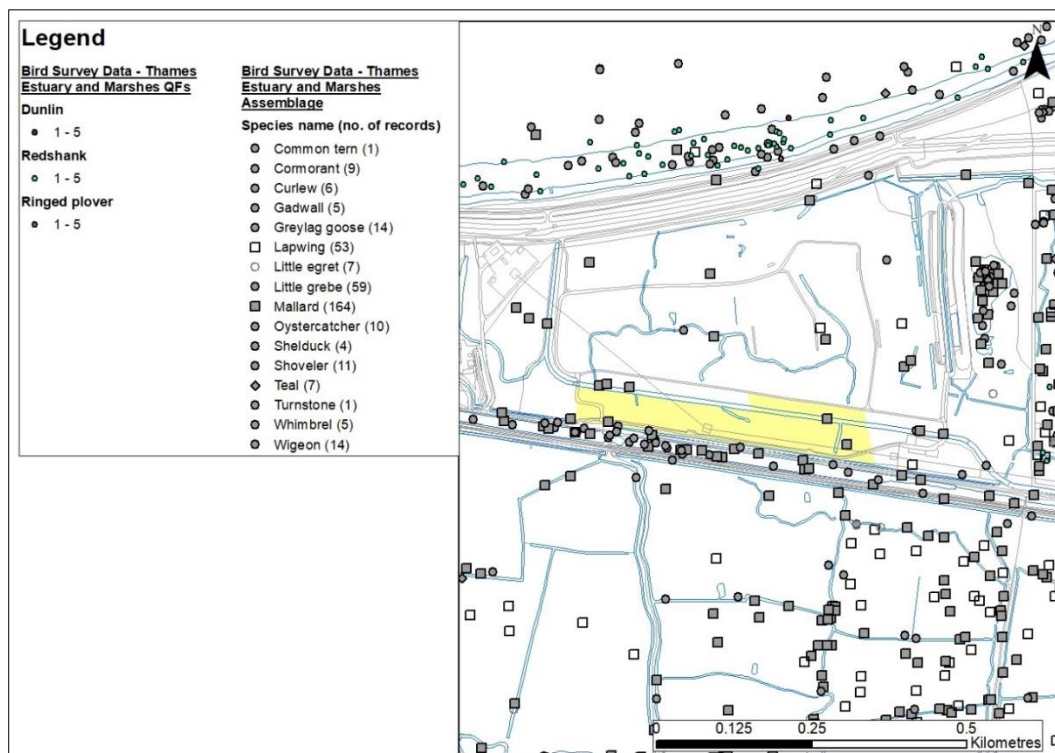 Legend
Bird Survey Data - Thames
Estuary and Marshes QFs
Dunlin
1 - 5
Redshank
1 - 5
Ringed plover
1 - 5
Bird Survey Data - Thames
Estuary and Marshes
Assemblage
Species name (no. of records)
Common tern (1)
Cormorant (9)
Curlew (6)
Gadwall (5)
Greylag goose (14)
Lapwing (53)
Little egret (7)
Little grebe (59)
Mallard (164)
Oystercatcher (10)
Shelduck (4)
Shoveler (11)
Teal (7)
Turnstone (1)
Whimbrel (5)
Wigeon (14)
N
0 0.125 0.25 0.5
Kilometres